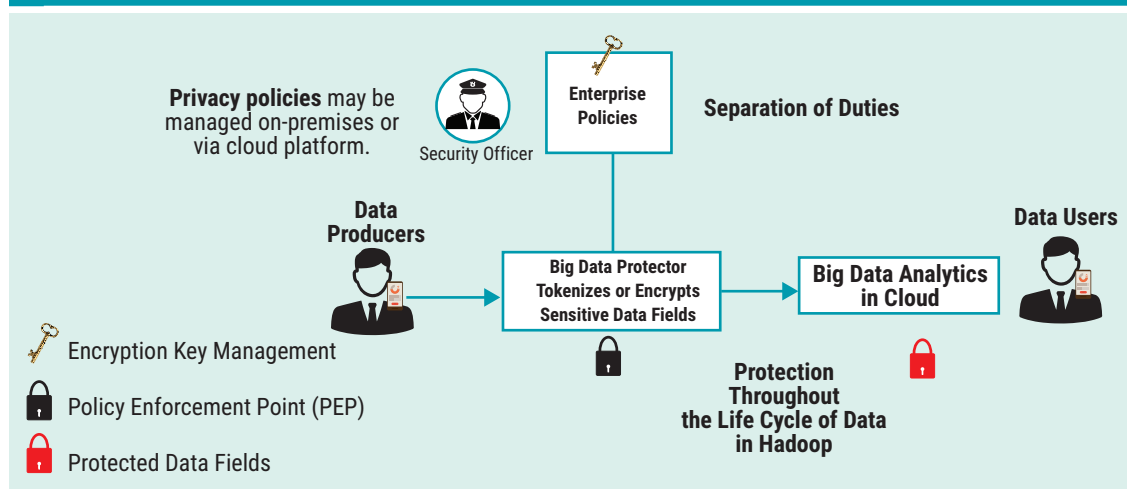 Privacy policies may be
managed on-premises or
via cloud platform.
Security Officer
Enterprise
Policies
Separation of Duties
Data
Producers
Big Data Protector
Tokenizes or Encrypts
Sensitive Data Fields
Big Data Analytics
in Cloud
Data Users
Encryption Key Management
Policy Enforcement Point (PEP)
Protected Data Fields
Protection
Throughout
the Life Cycle of Data
in Hadoop